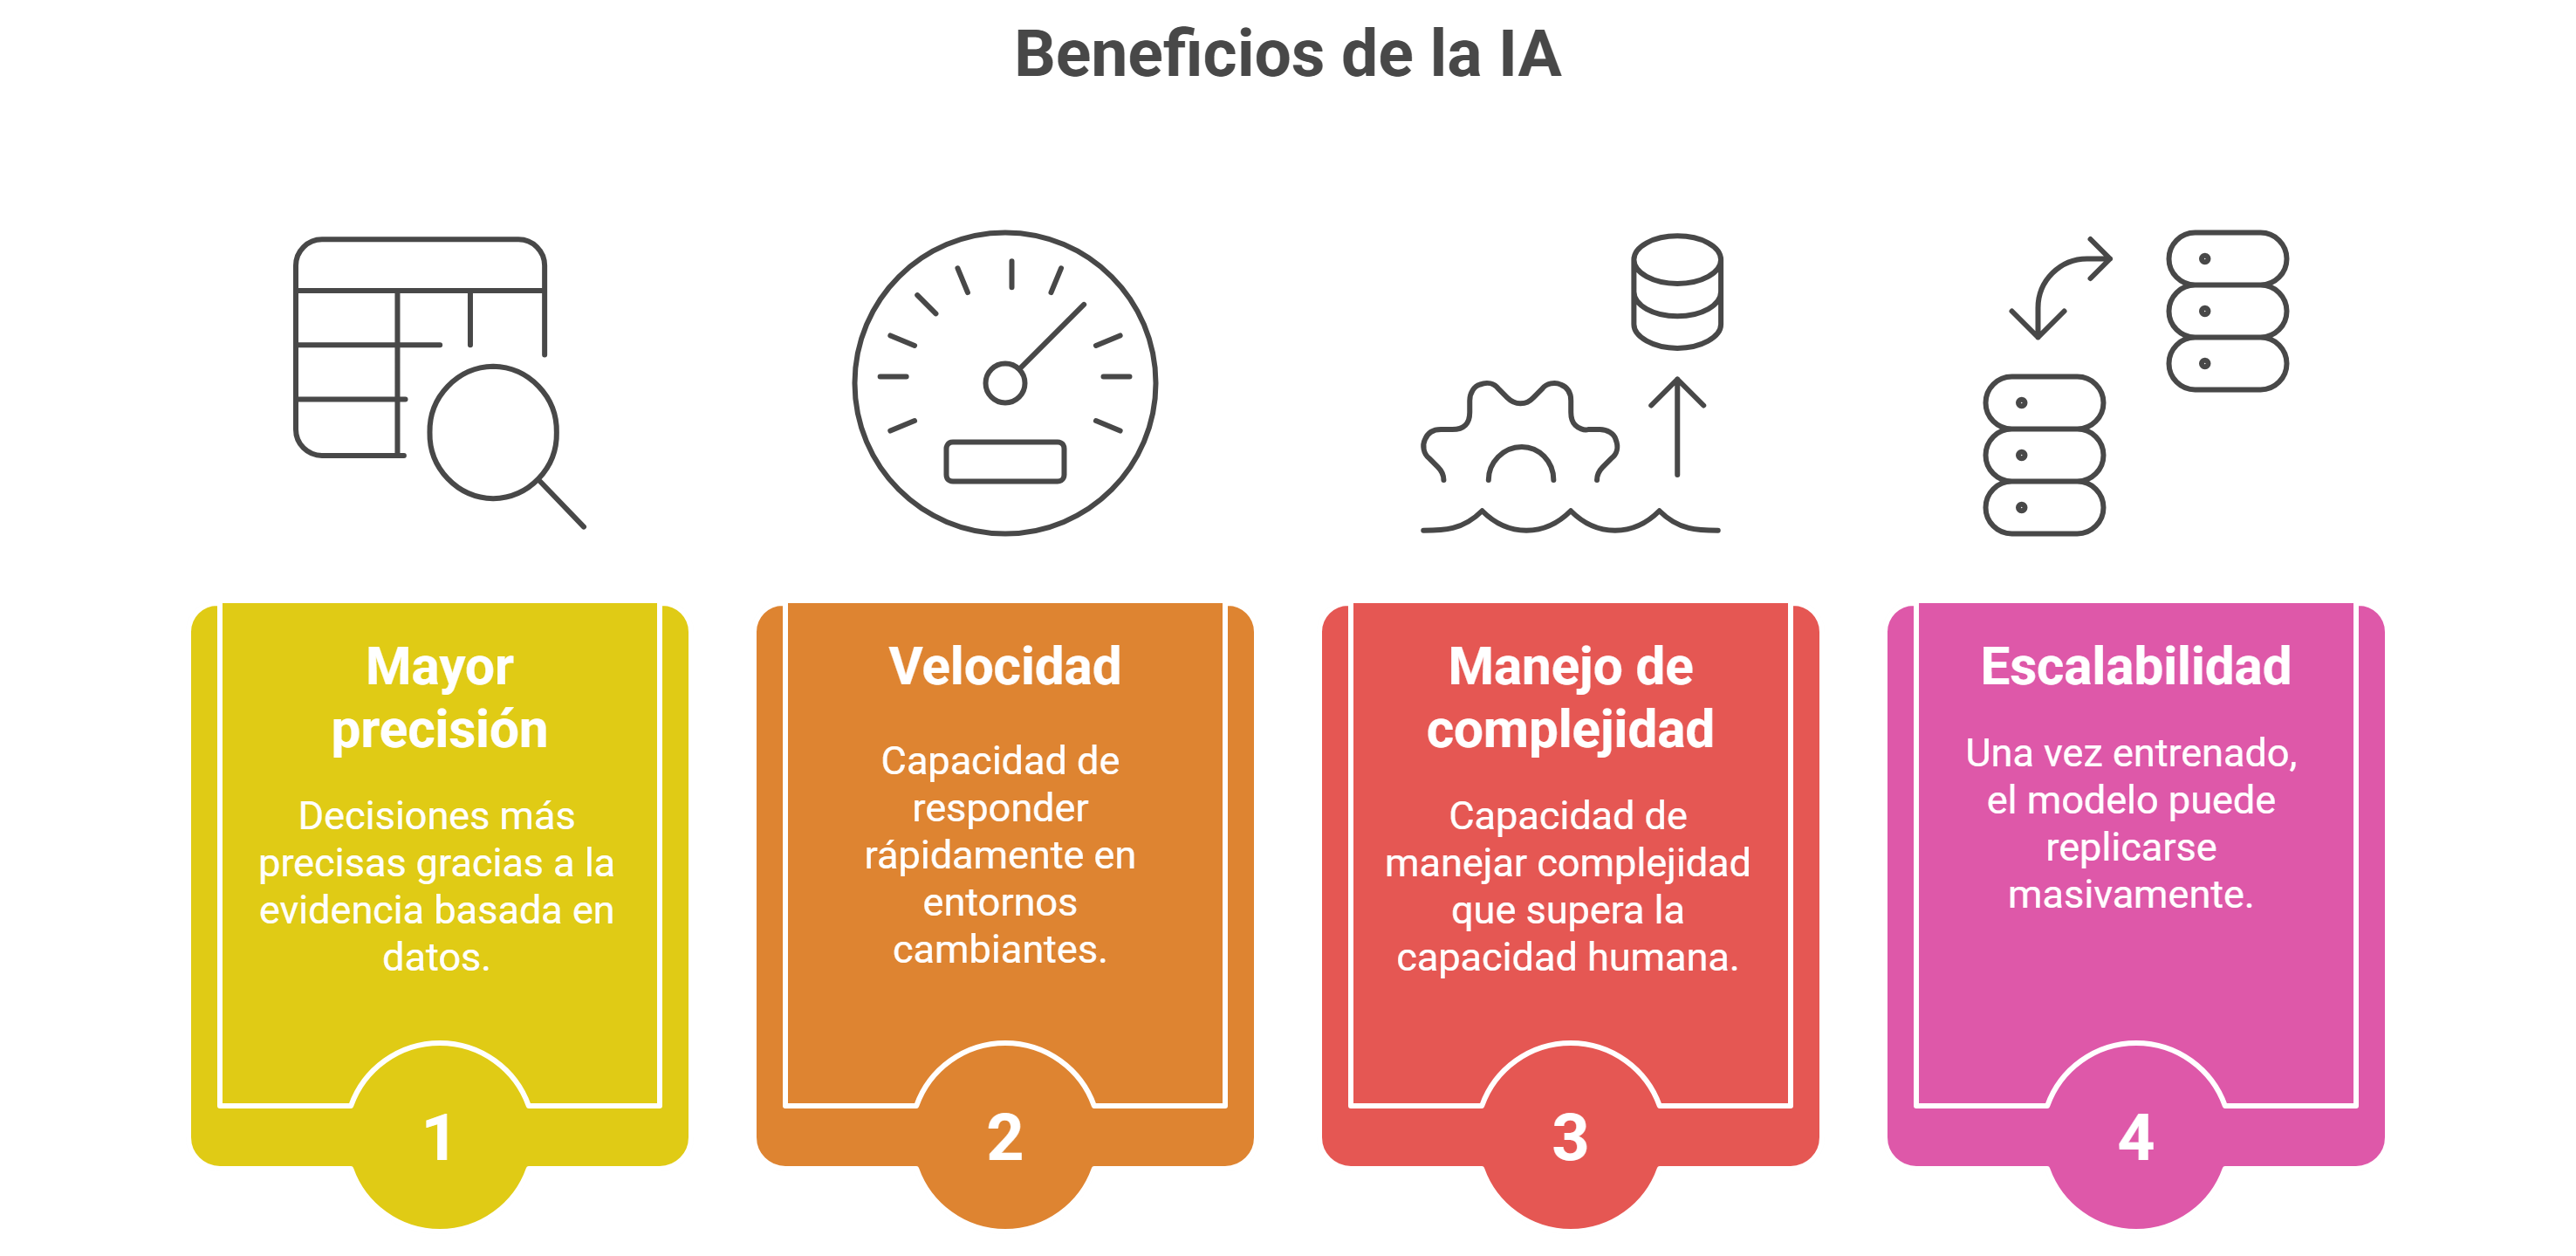 Beneficios de la IA
Mayor
precisión
Decisiones más
precisas gracias a la
evidencia basada en
datos.
1
Velocidad
Capacidad de
responder
rápidamente en
entornos
cambiantes.
2
Manejo de
complejidad
Capacidad de
manejar complejidad
que supera la
capacidad humana.
3
Escalabilidad
Una vez entrenado,
el modelo puede
replicarse
masivamente.
4